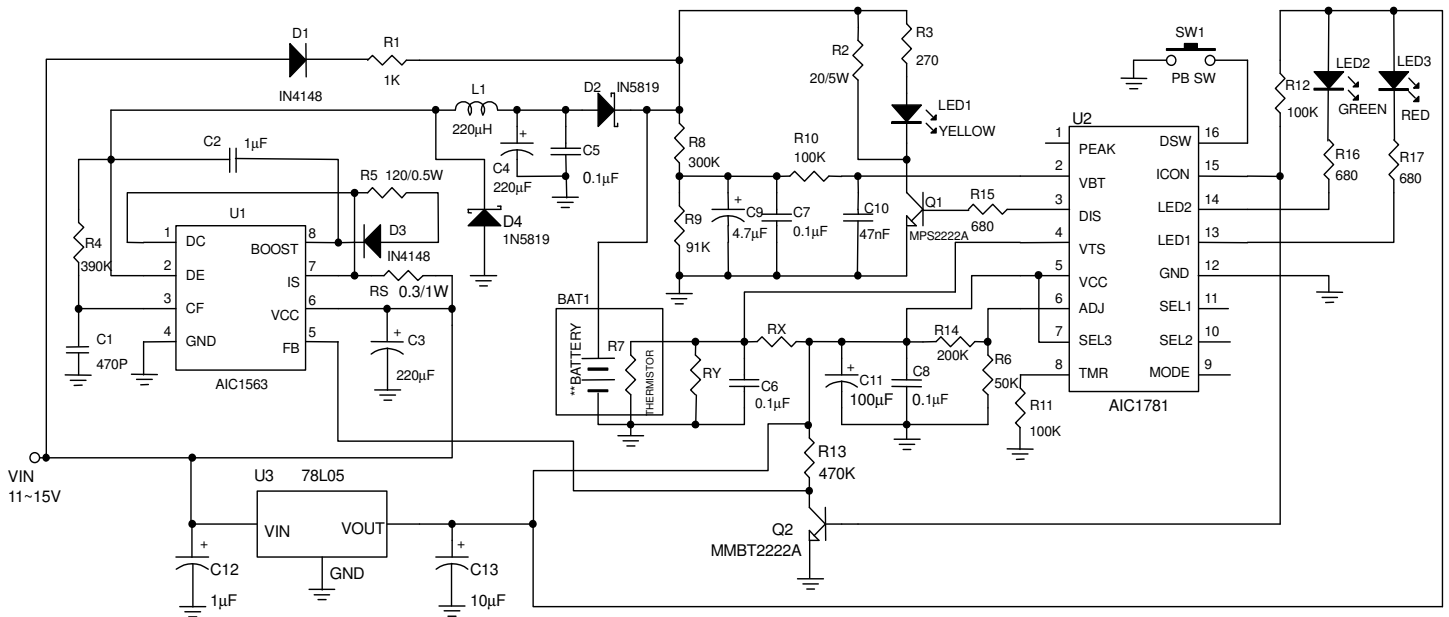 D1
IN4148
R1
1K
L1
220μH
D2
IN5819
C4
220μF
C5
0.1μF
R2
20/5W
R3
270
LED1
YELLOW
SW1
PB SW
R12
100K
LED2
GREEN
LED3
RED
R16
680
R17
680
C2
1μF
R5 120/0.5W
D3
IN4148
D4
1N5819
R4
390K
U1
1 DC
2 DE
3 CF
4 GND
BOOST 8
IS 7
VCC 6
FB 5
AIC1563
RS 0.3/1W
C1
470P
C3
220μF
R8
300K
R9
91K
R10
100K
C9
4.7μF
C7
0.1μF
C10
47nF
Q1
MPS2222A
R15
680
U2
1 PEAK
2 VBT
3 DIS
4 VTS
5 VCC
6 ADJ
7 SEL3
8 TMR
DSW 16
ICON 15
LED2 14
LED1 13
GND 12
SEL1 11
SEL2 10
MODE 9
AIC1781
BAT1
**BATTERY
R7
THERMISTOR
RY
RX
C6
0.1μF
C11
100μF
C8
0.1μF
R14
200K
R6
50K
R11
100K
R13
470K
Q2
MMBT2222A
VIN
11~15V
U3 78L05
VIN
VOUT
GND
C12
1μF
C13
10μF